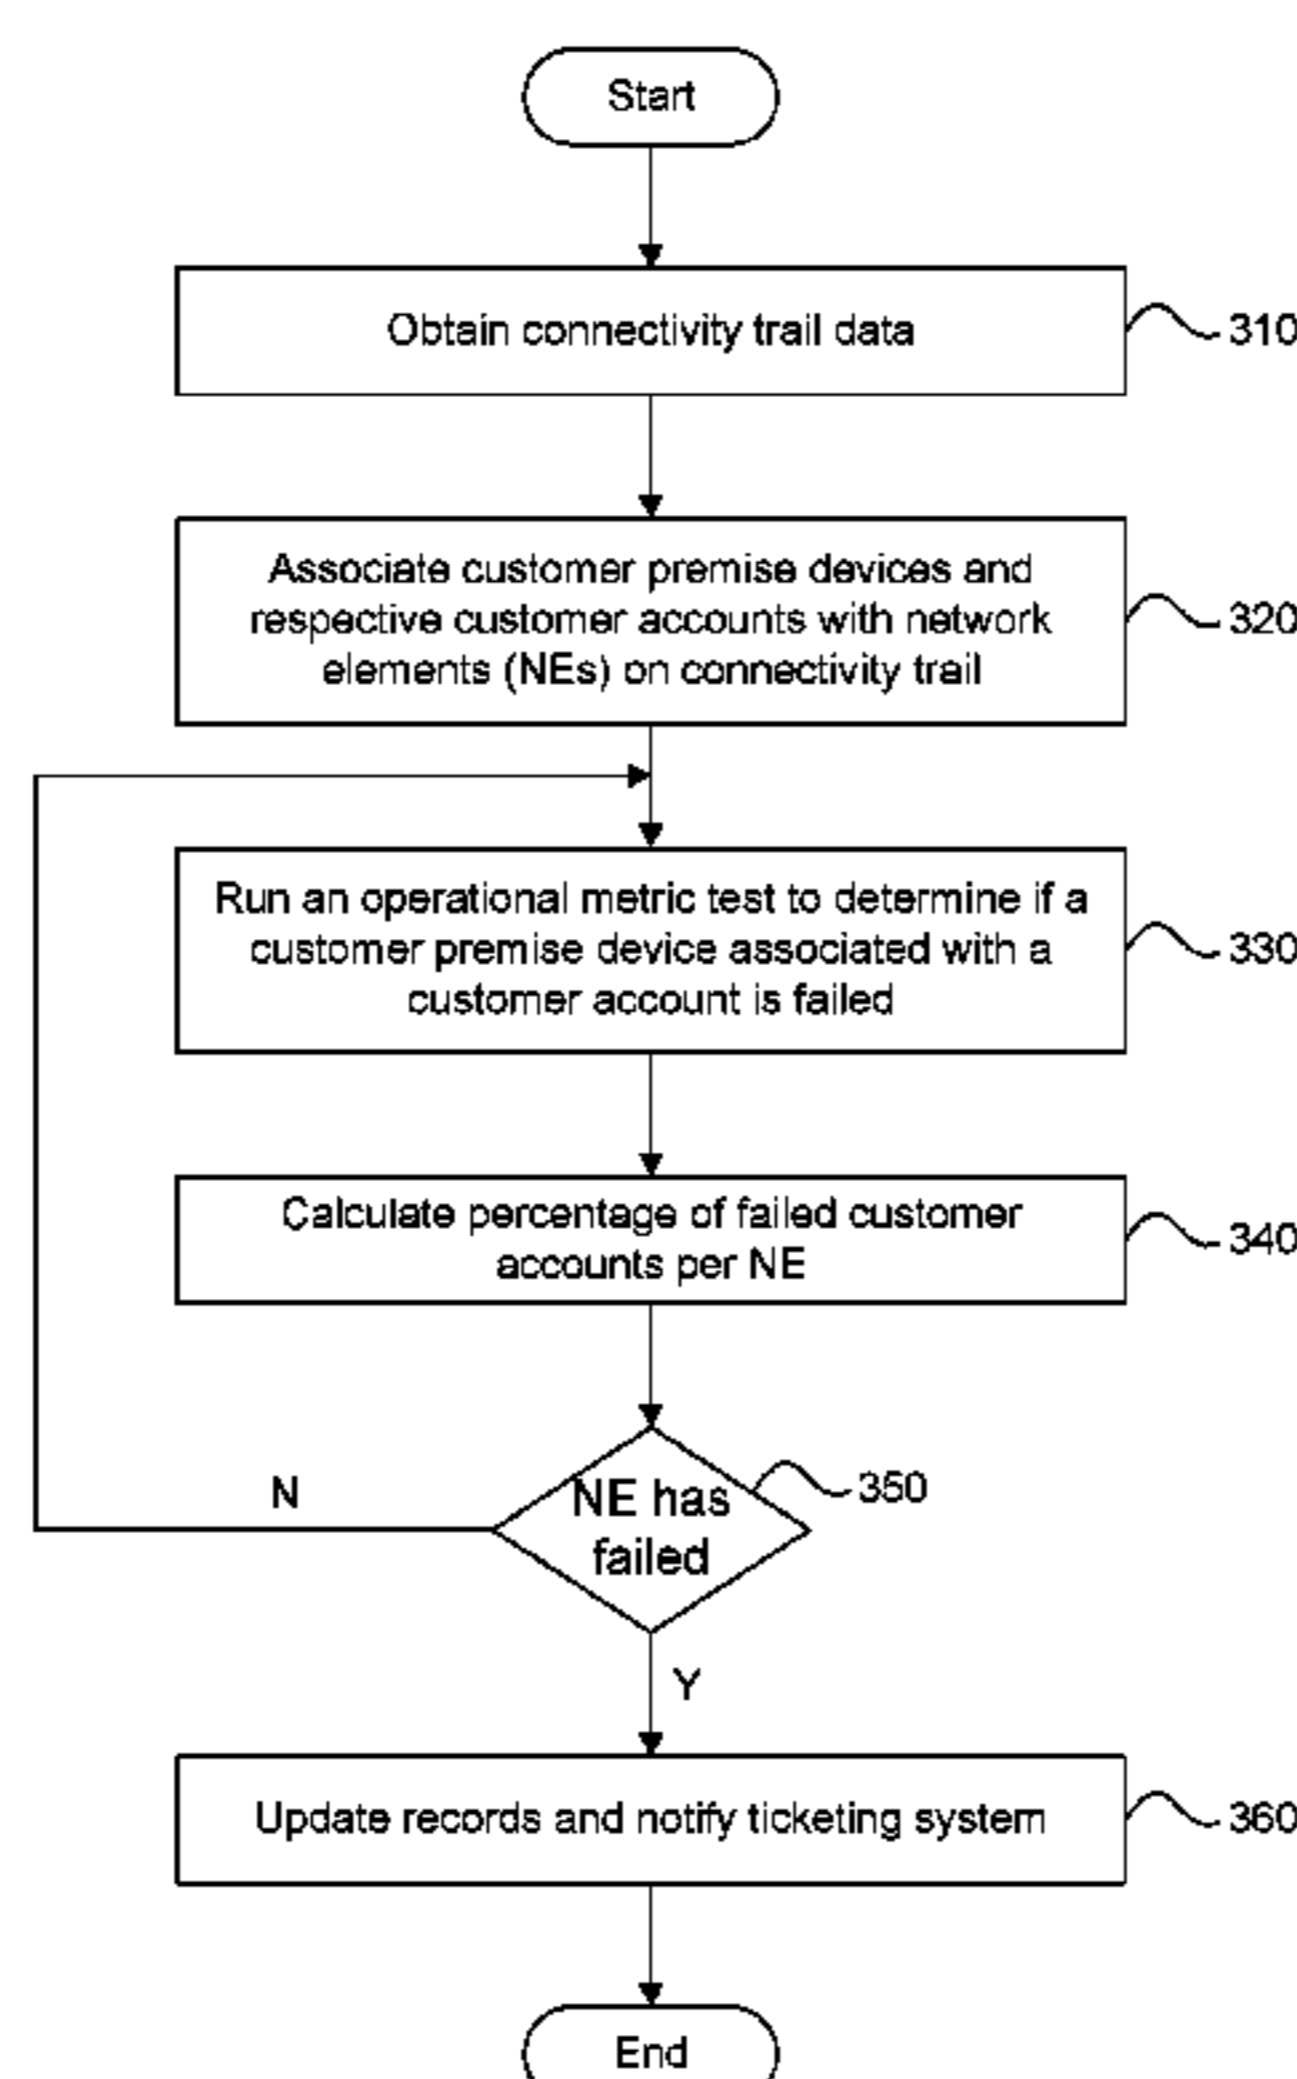 Start
Obtain connectivity trail data
310
Associate customer premise devices and
respective customer accounts with network
elements (NEs) on connectivity trail
320
Run an operational metric test to determine if a
customer premise device associated with a
customer account is failed
330
Calculate percentage of failed customer
accounts per NE
340
NE has
failed
350
N
Y
Update records and notify ticketing system
360
End